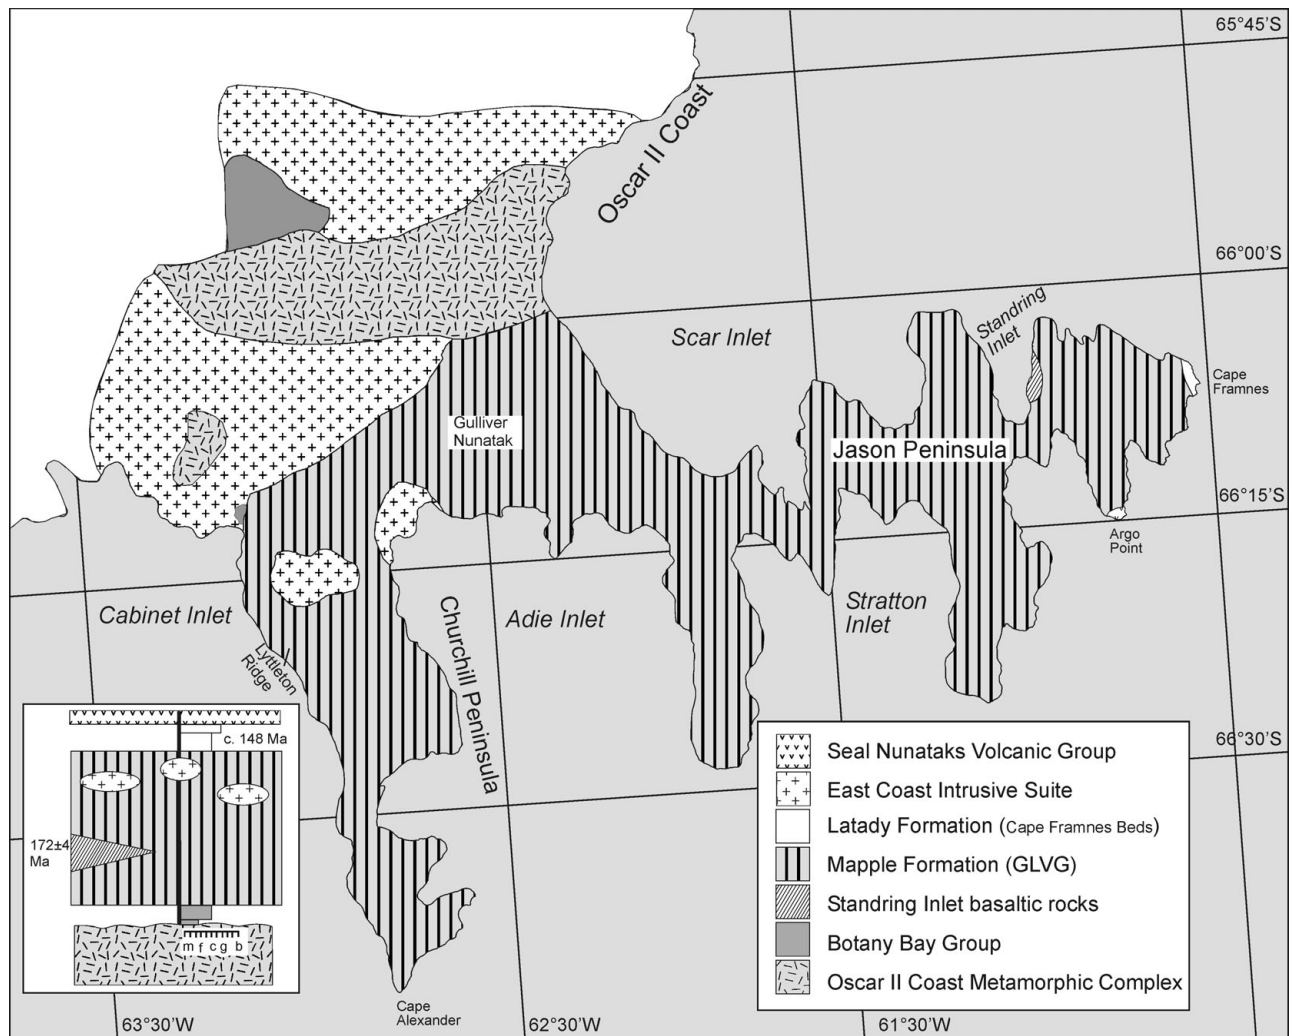 65°45'S
Oscar II Coast
66°00'S
Scar Inlet
Standring
Inlet
Cape
Framnes
Gulliver
Nunatak
Jason Peninsula
66°15'S
Argo
Point
Cabinet Inlet
Adie Inlet
Stratton
Inlet
Lyttleton
Ridge
Churchill Peninsula
66°30'S
c. 148 Ma
172±4
Ma
m f c g b
Seal Nunataks Volcanic Group
East Coast Intrusive Suite
Latady Formation (Cape Framnes Beds)
Mapple Formation (GLVG)
Standring Inlet basaltic rocks
Botany Bay Group
Oscar II Coast Metamorphic Complex
Cape
Alexander
63°30'W
62°30'W
61°30'W